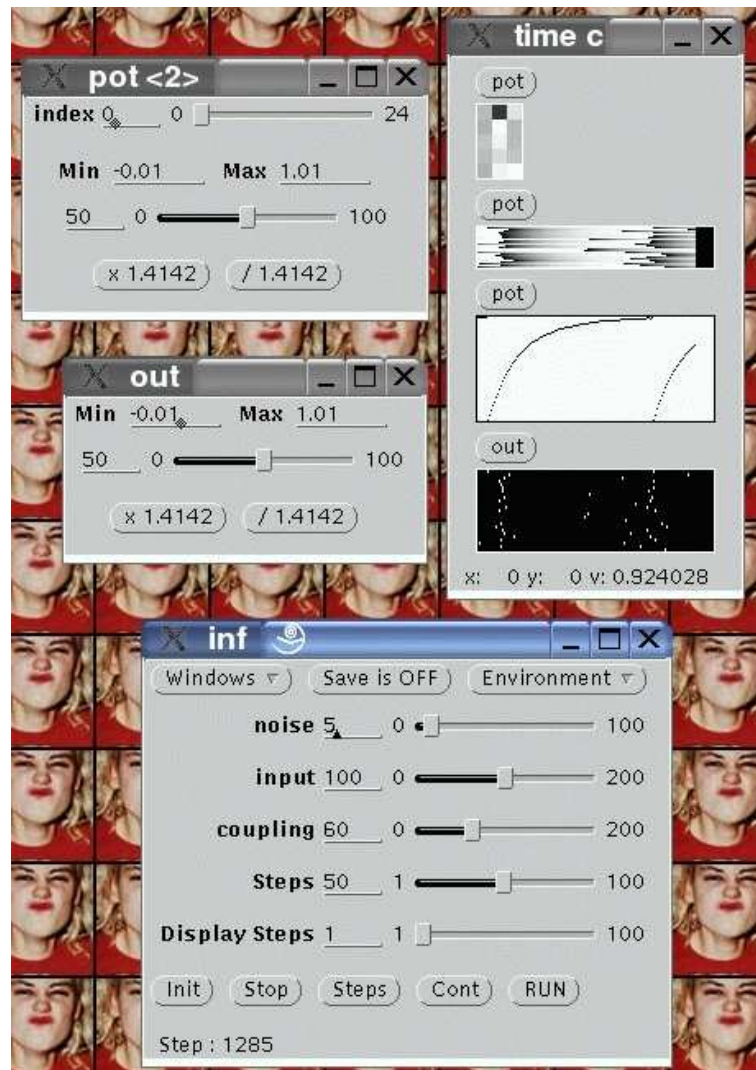 pot <2>
index 0 0 24
Min -0.01 Max 1.01
50 0 100
x 1.4142 / 1.4142
out
Min -0.01 Max 1.01
50 0 100
x 1.4142 / 1.4142
time c
pot
pot
pot
out
x: 0 y: 0 v: 0.924028
inf
Windows Save is OFF Environment
noise 5 0 100
input 100 0 200
coupling 60 0 200
Steps 50 1 100
Display Steps 1 1 100
Init Stop Steps Cont RUN
Step : 1285